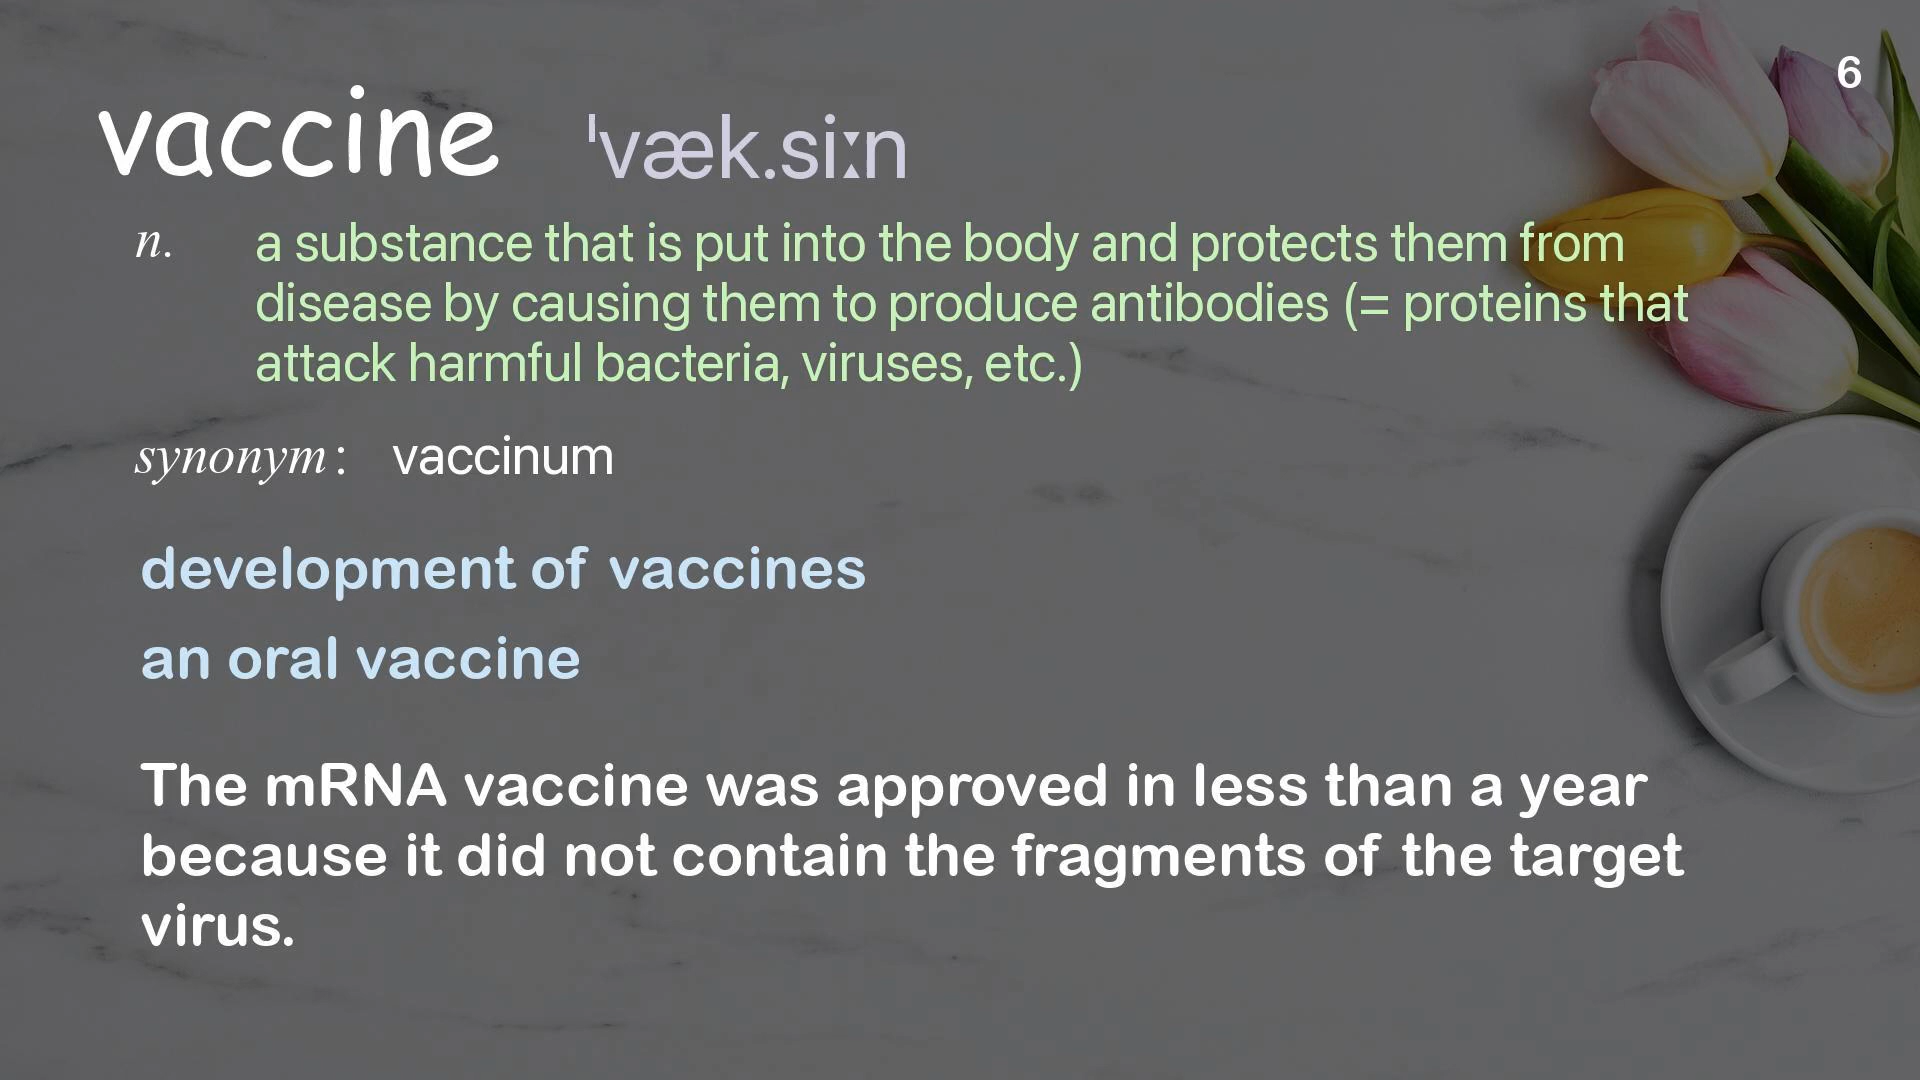 6
vaccine ˈvæk.siːn
n. a substance that is put into the body and protects them from
disease by causing them to produce antibodies (= proteins that
attack harmful bacteria, viruses, etc.)
synonym: vaccinum
development of vaccines
an oral vaccine
The mRNA vaccine was approved in less than a year
because it did not contain the fragments of the target
virus.